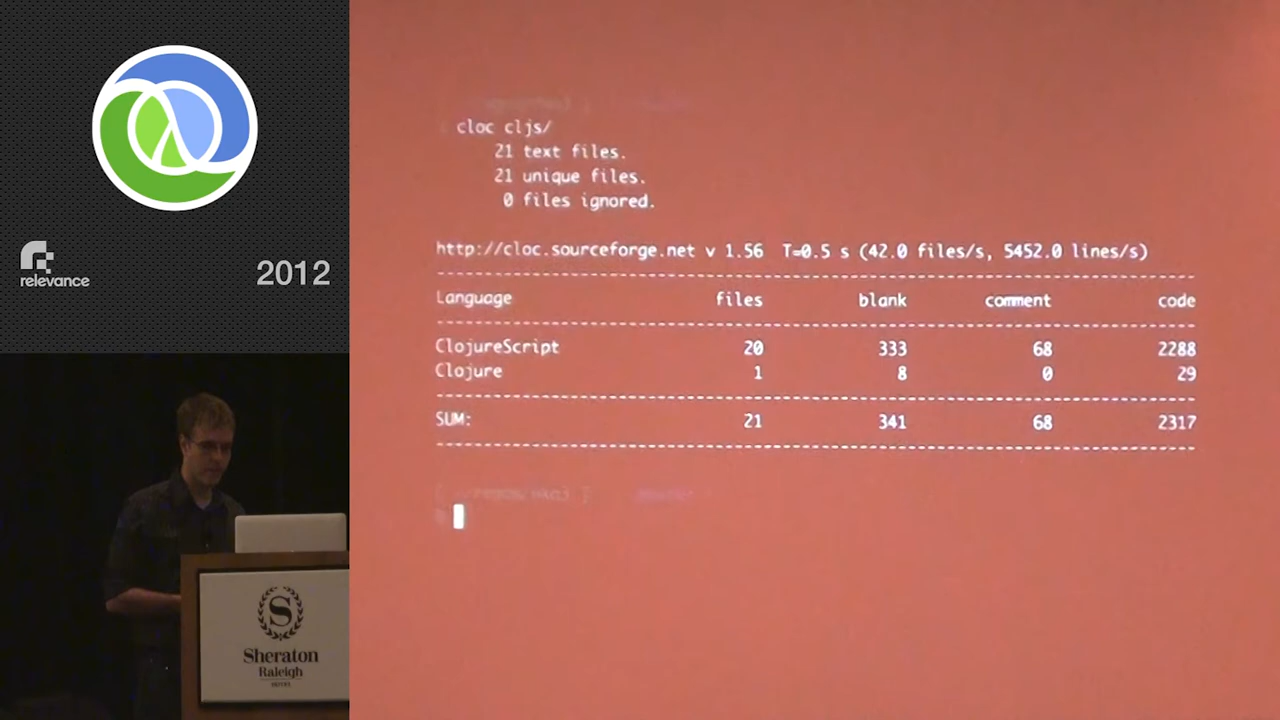 relevance
2012
cloc cljs/
21 text files.
21 unique files.
0 files ignored.
http://cloc.sourceforge.net v 1.56 T=0.5 s (42.0 files/s, 5452.0 lines/s)
--------------------------------------------------------------------------------
Language files blank comment code
--------------------------------------------------------------------------------
ClojureScript 20 333 68 2288
Clojure 1 8 0 29
--------------------------------------------------------------------------------
SUM: 21 341 68 2317
--------------------------------------------------------------------------------
S
Sheraton
Raleigh
HOTEL